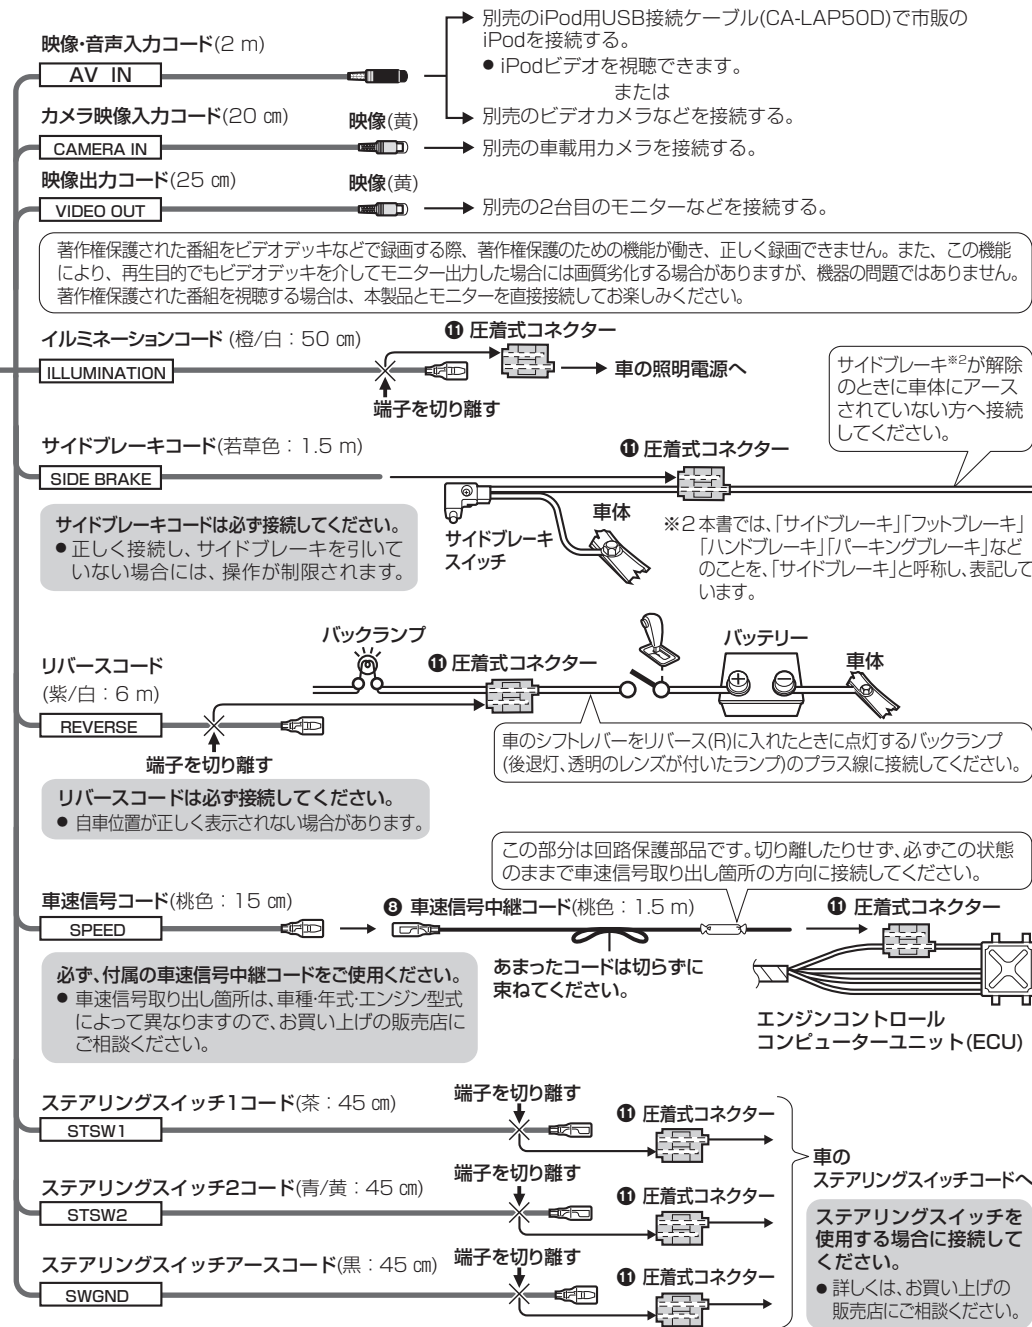 映像・音声入力コード(2 m)
AV IN
別売のiPod用USB接続ケーブル(CA-LAP50D)で市販の
iPodを接続する。
● iPodビデオを視聴できます。
または
別売のビデオカメラなどを接続する。
カメラ映像入力コード(20 ㎝)
映像(黄)
CAMERA IN
別売の車載用カメラを接続する。
映像出力コード(25 ㎝)
映像(黄)
VIDEO OUT
別売の2台目のモニターなどを接続する。
著作権保護された番組をビデオデッキなどで録画する際、著作権保護のための機能が働き、正しく録画できません。また、この機能
により、再生目的でもビデオデッキを介してモニター出力した場合には画質劣化する場合がありますが、機器の問題ではありません。
著作権保護された番組を視聴する場合は、本製品とモニターを直接接続してお楽しみください。
イルミネーションコード (橙/白：50 ㎝)
ILLUMINATION
端子を切り離す
⓫ 圧着式コネクター
車の照明電源へ
サイドブレーキ※2が解除
のときに車体にアース
されていない方へ接続
してください。
サイドブレーキコード(若草色：1.5 m)
SIDE BRAKE
⓫ 圧着式コネクター
サイドブレーキコードは必ず接続してください。
● 正しく接続し、サイドブレーキを引いて
いない場合には、操作が制限されます。
サイドブレーキ
スイッチ
車体
※2 本書では、「サイドブレーキ」「フットブレーキ」
「ハンドブレーキ」「パーキングブレーキ」など
のことを、「サイドブレーキ」と呼称し、表記して
います。
リバースコード
(紫/白：6 m)
REVERSE
端子を切り離す
バックランプ
⓫ 圧着式コネクター
バッテリー
車体
車のシフトレバーをリバース(R)に入れたときに点灯するバックランプ
(後退灯、透明のレンズが付いたランプ)のプラス線に接続してください。
リバースコードは必ず接続してください。
● 自車位置が正しく表示されない場合があります。
この部分は回路保護部品です。切り離したりせず、必ずこの状態
のままで車速信号取り出し箇所の方向に接続してください。
車速信号コード(桃色：15 ㎝)
SPEED
❽ 車速信号中継コード(桃色：1.5 m)
⓫ 圧着式コネクター
あまったコードは切らずに
束ねてください。
必ず、付属の車速信号中継コードをご使用ください。
● 車速信号取り出し箇所は、車種・年式・エンジン型式
によって異なりますので、お買い上げの販売店に
ご相談ください。
エンジンコントロール
コンピューターユニット(ECU)
ステアリングスイッチ1コード(茶：45 ㎝)
STSW1
端子を切り離す
⓫ 圧着式コネクター
ステアリングスイッチ2コード(青/黄：45 ㎝)
STSW2
端子を切り離す
⓫ 圧着式コネクター
ステアリングスイッチアースコード(黒：45 ㎝)
SWGND
端子を切り離す
⓫ 圧着式コネクター
車の
ステアリングスイッチコードへ
ステアリングスイッチを
使用する場合に接続して
ください。
● 詳しくは、お買い上げの
販売店にご相談ください。